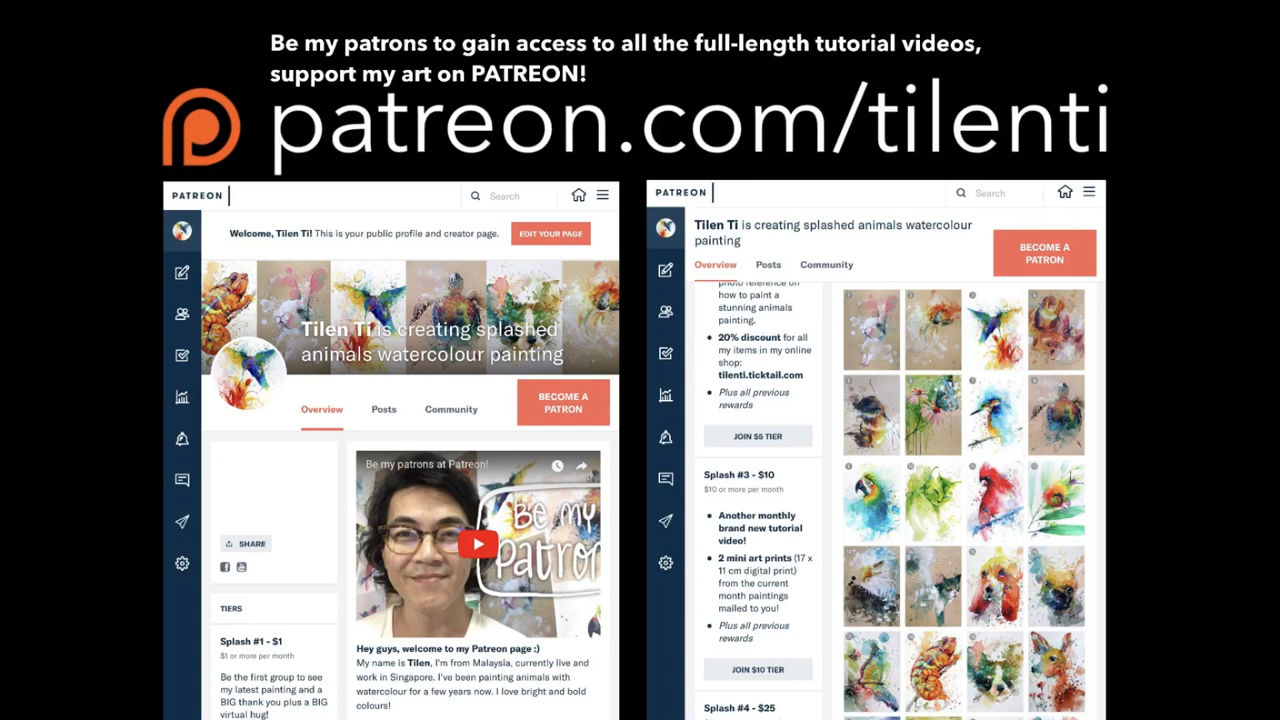 Be my patrons to gain access to all the full-length tutorial videos,
support my art on PATREON!
patreon.com/tilenti
PATREON
Search
Welcome, Tilen Ti! This is your public profile and creator page.
EDIT YOUR PAGE
Tilen Ti is creating splashed
animals watercolour painting
Overview
Posts
Community
BECOME A
PATRON
SHARE
TIERS
Splash #1 - $1
$1 or more per month
Be the first group to see
my latest painting and a
BIG thank you plus a BIG
virtual hug!
Be my patrons at Patreon!
Be my
Patron
Hey guys, welcome to my Patreon page :)
My name is Tilen, I'm from Malaysia, currently live and
work in Singapore. I've been painting animals with
watercolour for a few years now. I love bright and bold
colours!
PATREON
Search
Tilen Ti is creating splashed animals watercolour
painting
BECOME A
PATRON
Overview
Posts
Community
photo reference on
how to paint a
stunning animals
painting.
20% discount for all
my items in my online
shop:
tilenti.ticktail.com
Plus all previous
rewards
JOIN $5 TIER
Splash #3 - $10
$10 or more per month
Another monthly
brand new tutorial
video!
2 mini art prints (17 x
11 cm digital print)
from the current
month paintings
mailed to you!
Plus all previous
rewards
JOIN $10 TIER
Splash #4 - $25